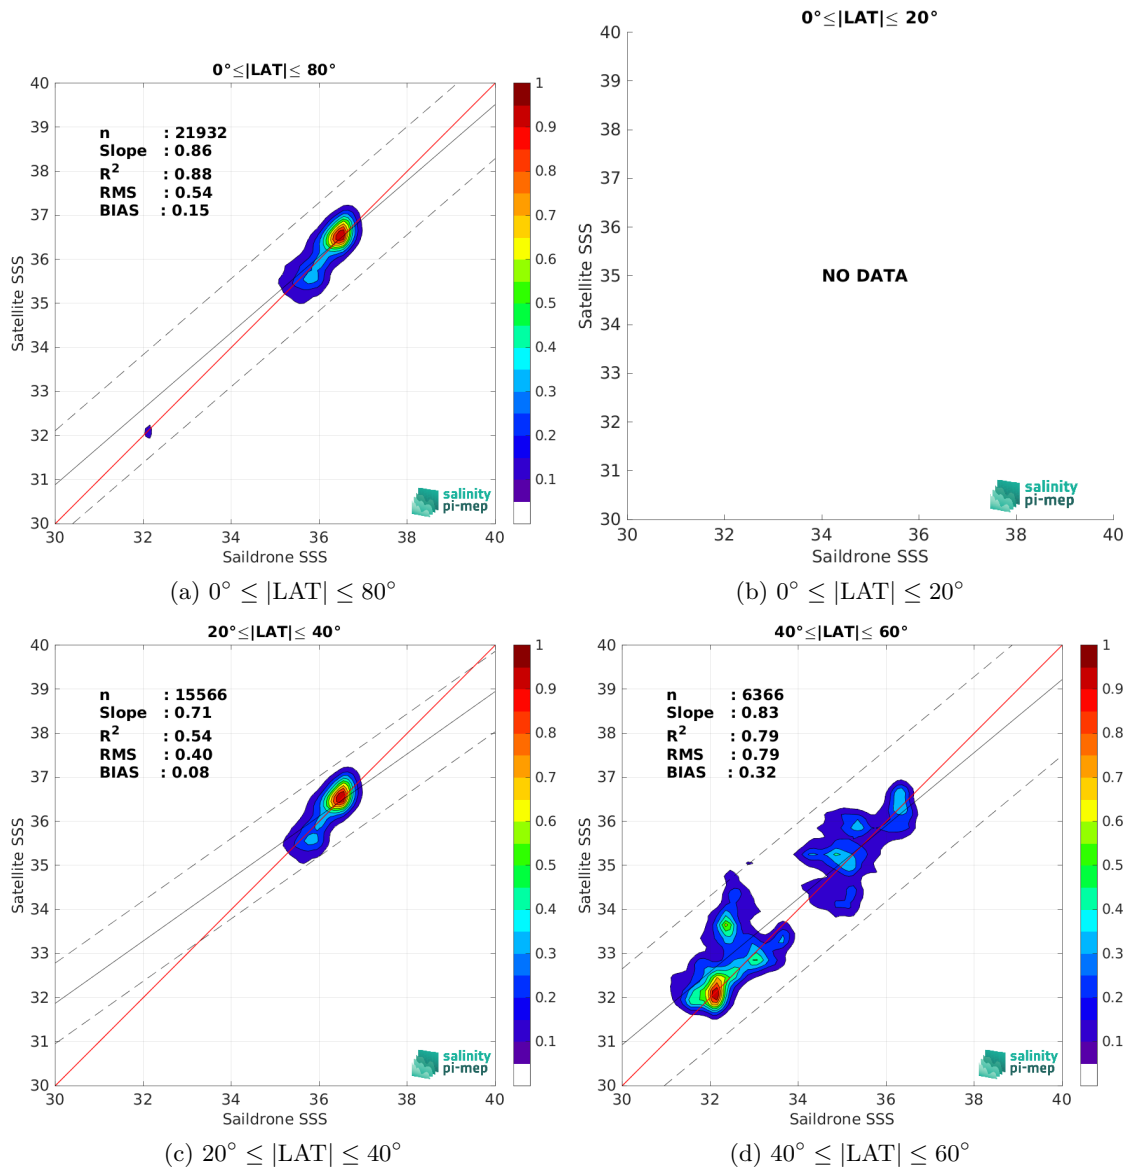 0°≤|LAT|≤ 80°
40
39
38
37
36
35
34
33
32
31
30
30
32
34
36
38
40
Satellite SSS
Saildrone SSS
n : 21932
Slope : 0.86
R² : 0.88
RMS : 0.54
BIAS : 0.15
1
0.9
0.8
0.7
0.6
0.5
0.4
0.3
0.2
0.1
salinity
pi-mep
(a) 0° ≤ |LAT| ≤ 80°
0°≤|LAT|≤ 20°
40
39
38
37
36
35
34
33
32
31
30
30
32
34
36
38
40
Satellite SSS
Saildrone SSS
NO DATA
salinity
pi-mep
(b) 0° ≤ |LAT| ≤ 20°
20°≤|LAT|≤ 40°
40
39
38
37
36
35
34
33
32
31
30
30
32
34
36
38
40
Satellite SSS
Saildrone SSS
n : 15566
Slope : 0.71
R² : 0.54
RMS : 0.40
BIAS : 0.08
1
0.9
0.8
0.7
0.6
0.5
0.4
0.3
0.2
0.1
salinity
pi-mep
(c) 20° ≤ |LAT| ≤ 40°
40°≤|LAT|≤ 60°
40
39
38
37
36
35
34
33
32
31
30
30
32
34
36
38
40
Satellite SSS
Saildrone SSS
n : 6366
Slope : 0.83
R² : 0.79
RMS : 0.79
BIAS : 0.32
1
0.9
0.8
0.7
0.6
0.5
0.4
0.3
0.2
0.1
salinity
pi-mep
(d) 40° ≤ |LAT| ≤ 60°